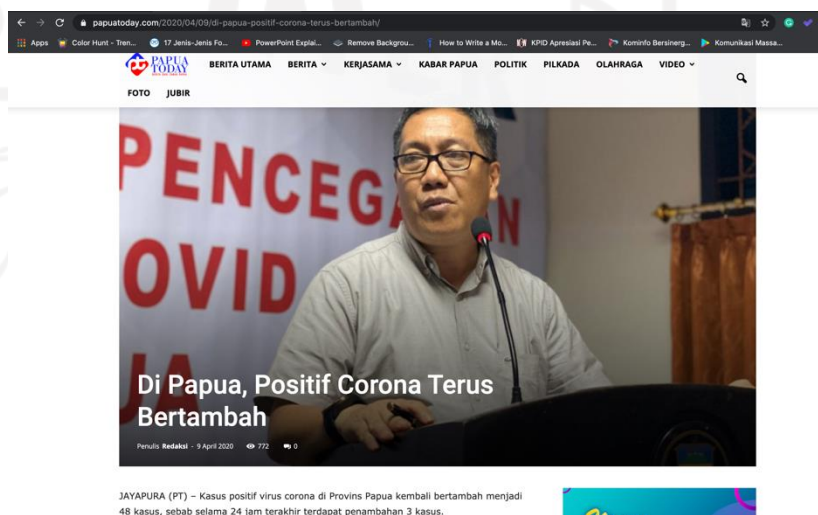 papuatoday.com/2020/04/09/di-papua-positif-corona-terus-bertambah/
Apps Color Hunt - Tren... 17 Jenis-Jenis Fo... PowerPoint Explai... Remove Backgrou... How to Write a Mo... KPID Apresiasi Pe... Kominfo Bersinerg... Komunikasi Massa...
PAPUA TODAY BERITA UTAMA BERITA KERJASAMA KABAR PAPUA POLITIK PILKADA OLAHRAGA VIDEO
FOTO JUBIR
PENCEGA N
OVID
JA
Di Papua, Positif Corona Terus
Bertambah
Penulis Redaksi - 9 April 2020 772 0
JAYAPURA (PT) – Kasus positif virus corona di Provins Papua kembali bertambah menjadi
48 kasus, sebab selama 24 jam terakhir terdapat penambahan 3 kasus.